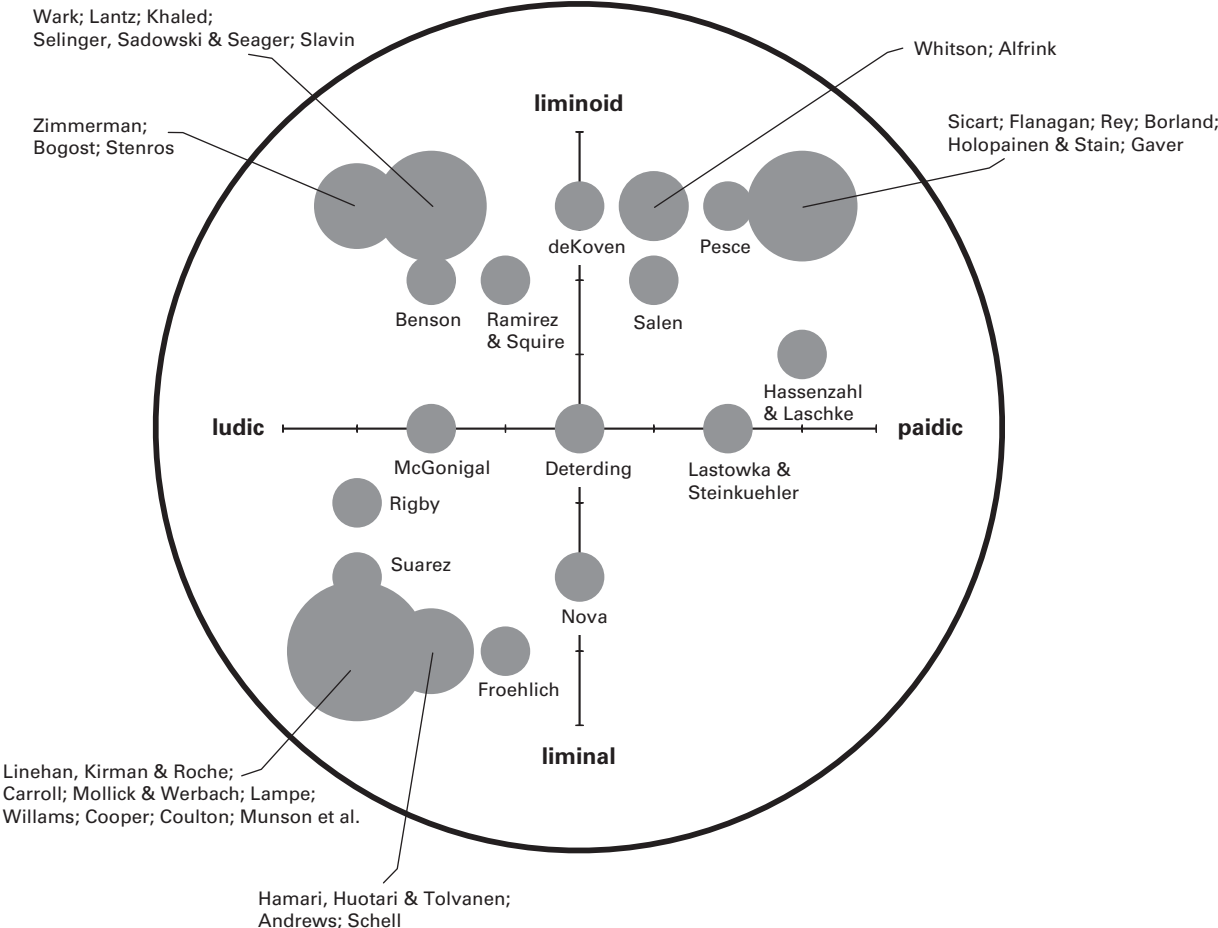 Wark; Lantz; Khaled;
Selinger, Sadowski & Seager; Slavin
Whitson; Alfrink
liminoid
Zimmerman;
Bogost; Stenros
Sicart; Flanagan; Rey; Borland;
Holopainen & Stain; Gaver
deKoven
Pesce
Benson
Ramirez
& Squire
Salen
Hassenzahl
& Laschke
ludic
paidic
McGonigal
Deterding
Lastowka &
Steinkuehler
Rigby
Suarez
Nova
Froehlich
liminal
Linehan, Kirman & Roche;
Carroll; Mollick & Werbach; Lampe;
Willams; Cooper; Coulton; Munson et al.
Hamari, Huotari & Tolvanen;
Andrews; Schell